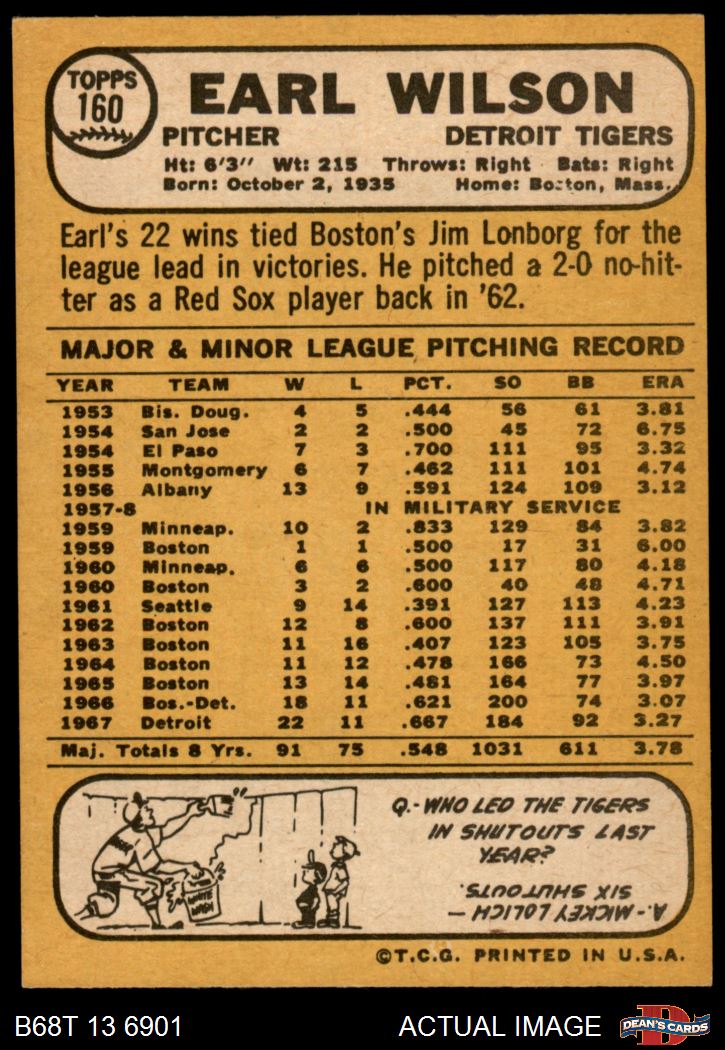 TOPPS
160
EARL WILSON
PITCHER DETROIT TIGERS
Ht: 6'3" Wt: 215 Throws: Right Bats: Right
Born: October 2, 1935 Home: Boston, Mass.
Earl's 22 wins tied Boston's Jim Lonborg for the
league lead in victories. He pitched a 2-0 no-hit-
ter as a Red Sox player back in '62.
MAJOR & MINOR LEAGUE PITCHING RECORD
YEAR TEAM W L PCT. SO BB ERA
1953 Bis. Doug. 4 5 .444 56 61 3.81
1954 San Jose 2 2 .500 45 72 6.75
1954 El Paso 7 3 .700 111 95 3.32
1955 Montgomery 6 7 .462 111 101 4.74
1956 Albany 13 9 .591 124 109 3.12
1957-8 IN MILITARY SERVICE
1959 Minneap. 10 2 .833 129 84 3.82
1959 Boston 1 1 .500 17 31 6.00
1960 Minneap. 6 6 .500 117 80 4.18
1960 Boston 3 2 .600 40 48 4.71
1961 Seattle 9 14 .391 127 113 4.23
1962 Boston 12 8 .600 137 111 3.91
1963 Boston 11 16 .407 123 105 3.75
1964 Boston 11 12 .478 166 73 4.50
1965 Boston 13 14 .481 164 77 3.97
1966 Bos.-Det. 18 11 .621 200 74 3.07
1967 Detroit 22 11 .667 184 92 3.27
Maj. Totals 8 Yrs. 91 75 .548 1031 611 3.78
WHITE
WASH
Q.- WHO LED THE TIGERS
IN SHUTOUTS LAST
YEAR?
A.- MICKEY LOLICH —
SIX SHUTOUTS.
©T.C.G. PRINTED IN U.S.A.
B68T 13 6901 ACTUAL IMAGE
DEAN'S CARDS